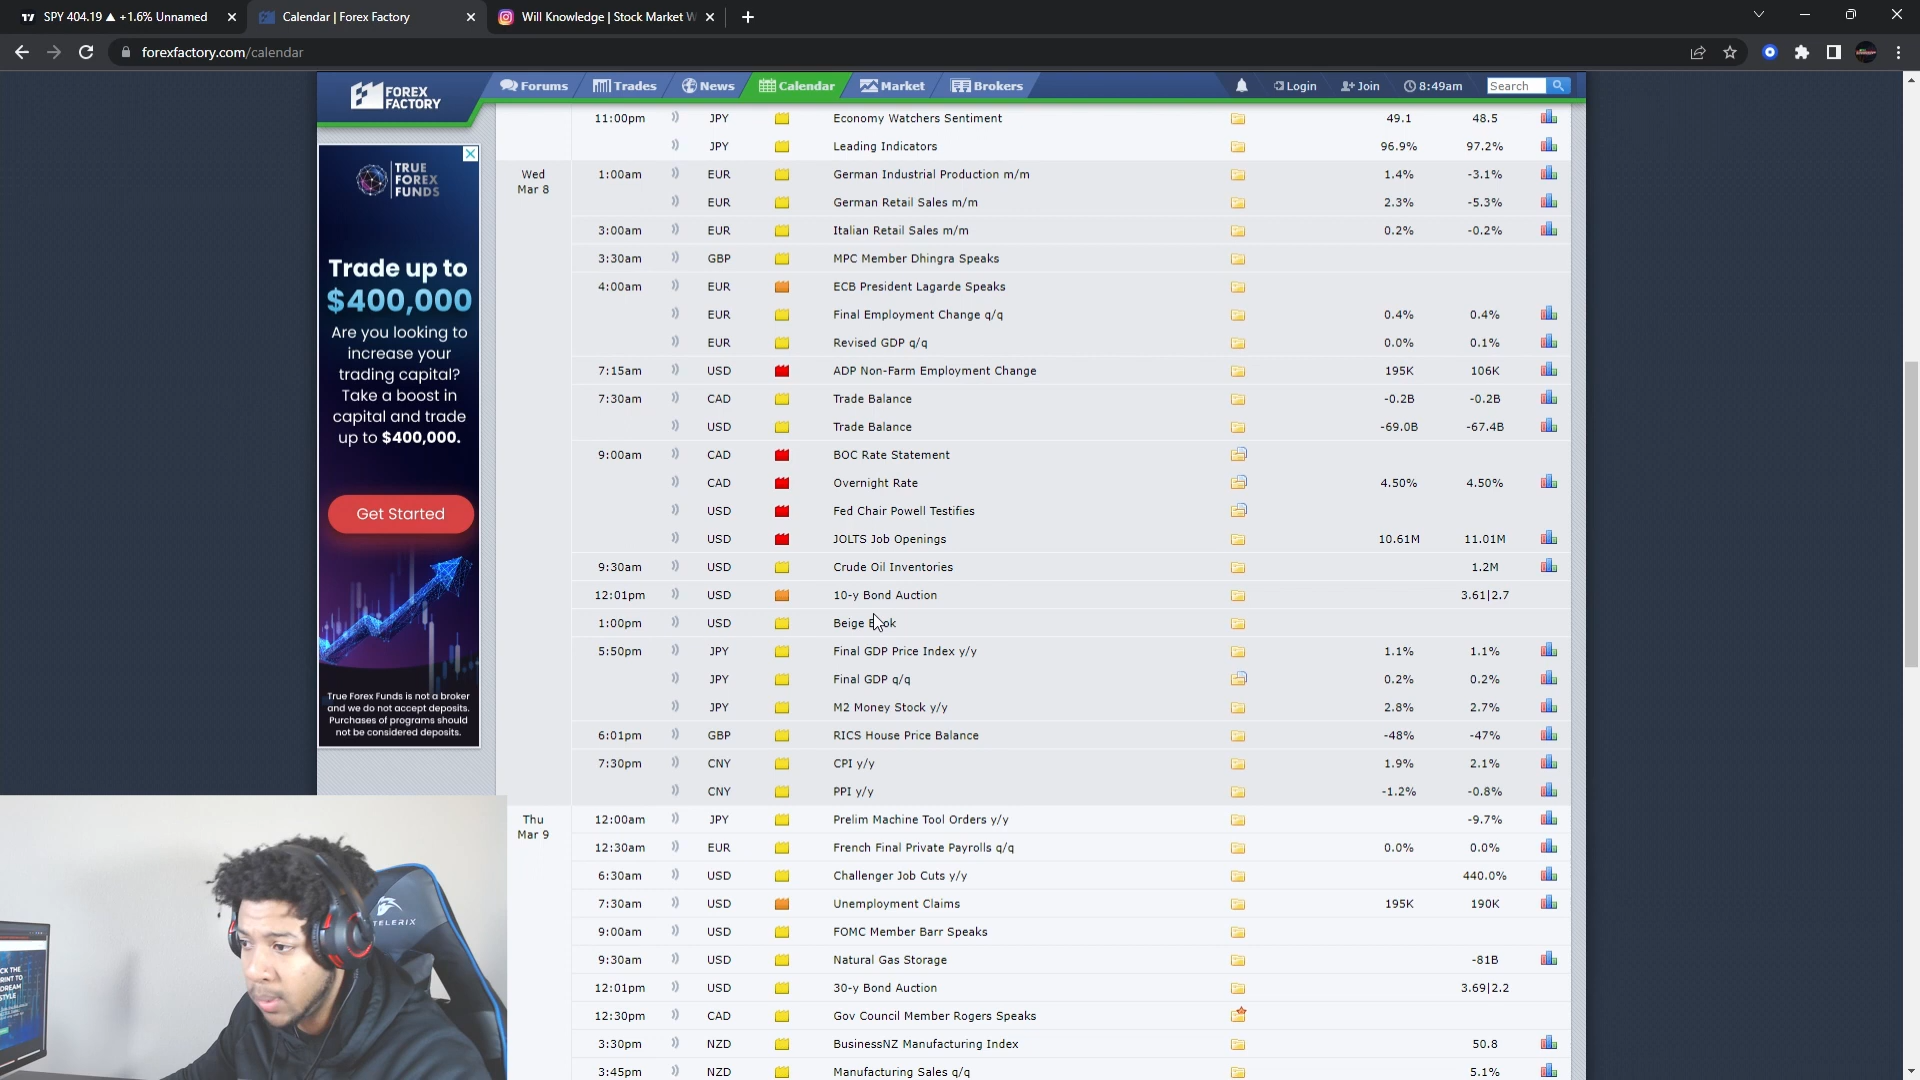 SPY 404.19 ▲ +1.6% Unnamed
Calendar | Forex Factory
Will Knowledge | Stock Market W
forexfactory.com/calendar
FOREX FACTORY
Forums Trades News Calendar Market Brokers
Login Join 8:49am Search
TRUE FOREX FUNDS
Trade up to
$400,000
Are you looking to
increase your
trading capital?
Take a boost in
capital and trade
up to $400,000.
Get Started
True Forex Funds is not a broker
and we do not accept deposits.
Purchases of programs should
not be considered deposits.
11:00pm JPY Economy Watchers Sentiment 49.1 48.5
JPY Leading Indicators 96.9% 97.2%
Wed Mar 8 1:00am EUR German Industrial Production m/m 1.4% -3.1%
EUR German Retail Sales m/m 2.3% -5.3%
3:00am EUR Italian Retail Sales m/m 0.2% -0.2%
3:30am GBP MPC Member Dhingra Speaks
4:00am EUR ECB President Lagarde Speaks
EUR Final Employment Change q/q 0.4% 0.4%
EUR Revised GDP q/q 0.0% 0.1%
7:15am USD ADP Non-Farm Employment Change 195K 106K
7:30am CAD Trade Balance -0.2B -0.2B
USD Trade Balance -69.0B -67.4B
9:00am CAD BOC Rate Statement
CAD Overnight Rate 4.50% 4.50%
USD Fed Chair Powell Testifies
USD JOLTS Job Openings 10.61M 11.01M
9:30am USD Crude Oil Inventories 1.2M
12:01pm USD 10-y Bond Auction 3.61|2.7
1:00pm USD Beige Book
5:50pm JPY Final GDP Price Index y/y 1.1% 1.1%
JPY Final GDP q/q 0.2% 0.2%
JPY M2 Money Stock y/y 2.8% 2.7%
6:01pm GBP RICS House Price Balance -48% -47%
7:30pm CNY CPI y/y 1.9% 2.1%
CNY PPI y/y -1.2% -0.8%
Thu Mar 9 12:00am JPY Prelim Machine Tool Orders y/y -9.7%
12:30am EUR French Final Private Payrolls q/q 0.0% 0.0%
6:30am USD Challenger Job Cuts y/y 440.0%
7:30am USD Unemployment Claims 195K 190K
9:00am USD FOMC Member Barr Speaks
9:30am USD Natural Gas Storage -81B
12:01pm USD 30-y Bond Auction 3.69|2.2
12:30pm CAD Gov Council Member Rogers Speaks
3:30pm NZD BusinessNZ Manufacturing Index 50.8
3:45pm NZD Manufacturing Sales q/q 5.1%
TELERIX